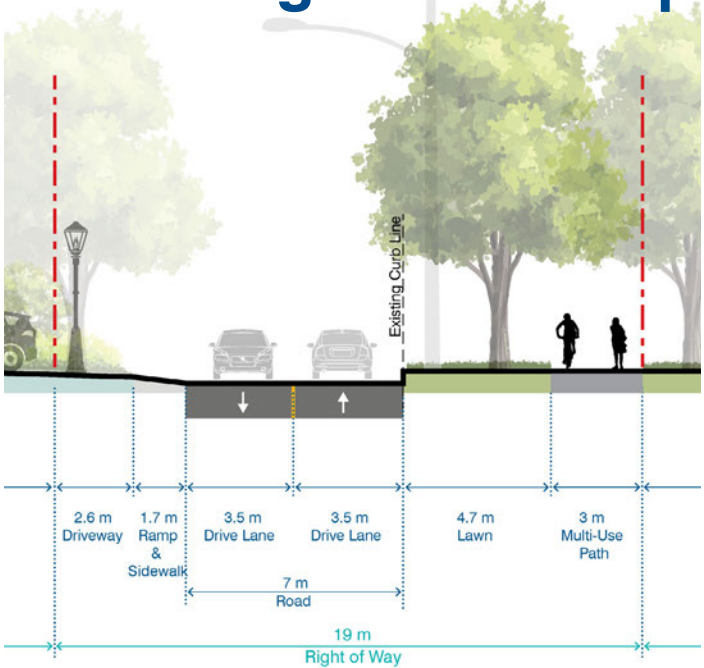 Existing Curb Line
2.6 m
Driveway
1.7 m
Ramp
&
Sidewalk
3.5 m
Drive Lane
3.5 m
Drive Lane
4.7 m
Lawn
3 m
Multi-Use
Path
7 m
Road
19 m
Right of Way